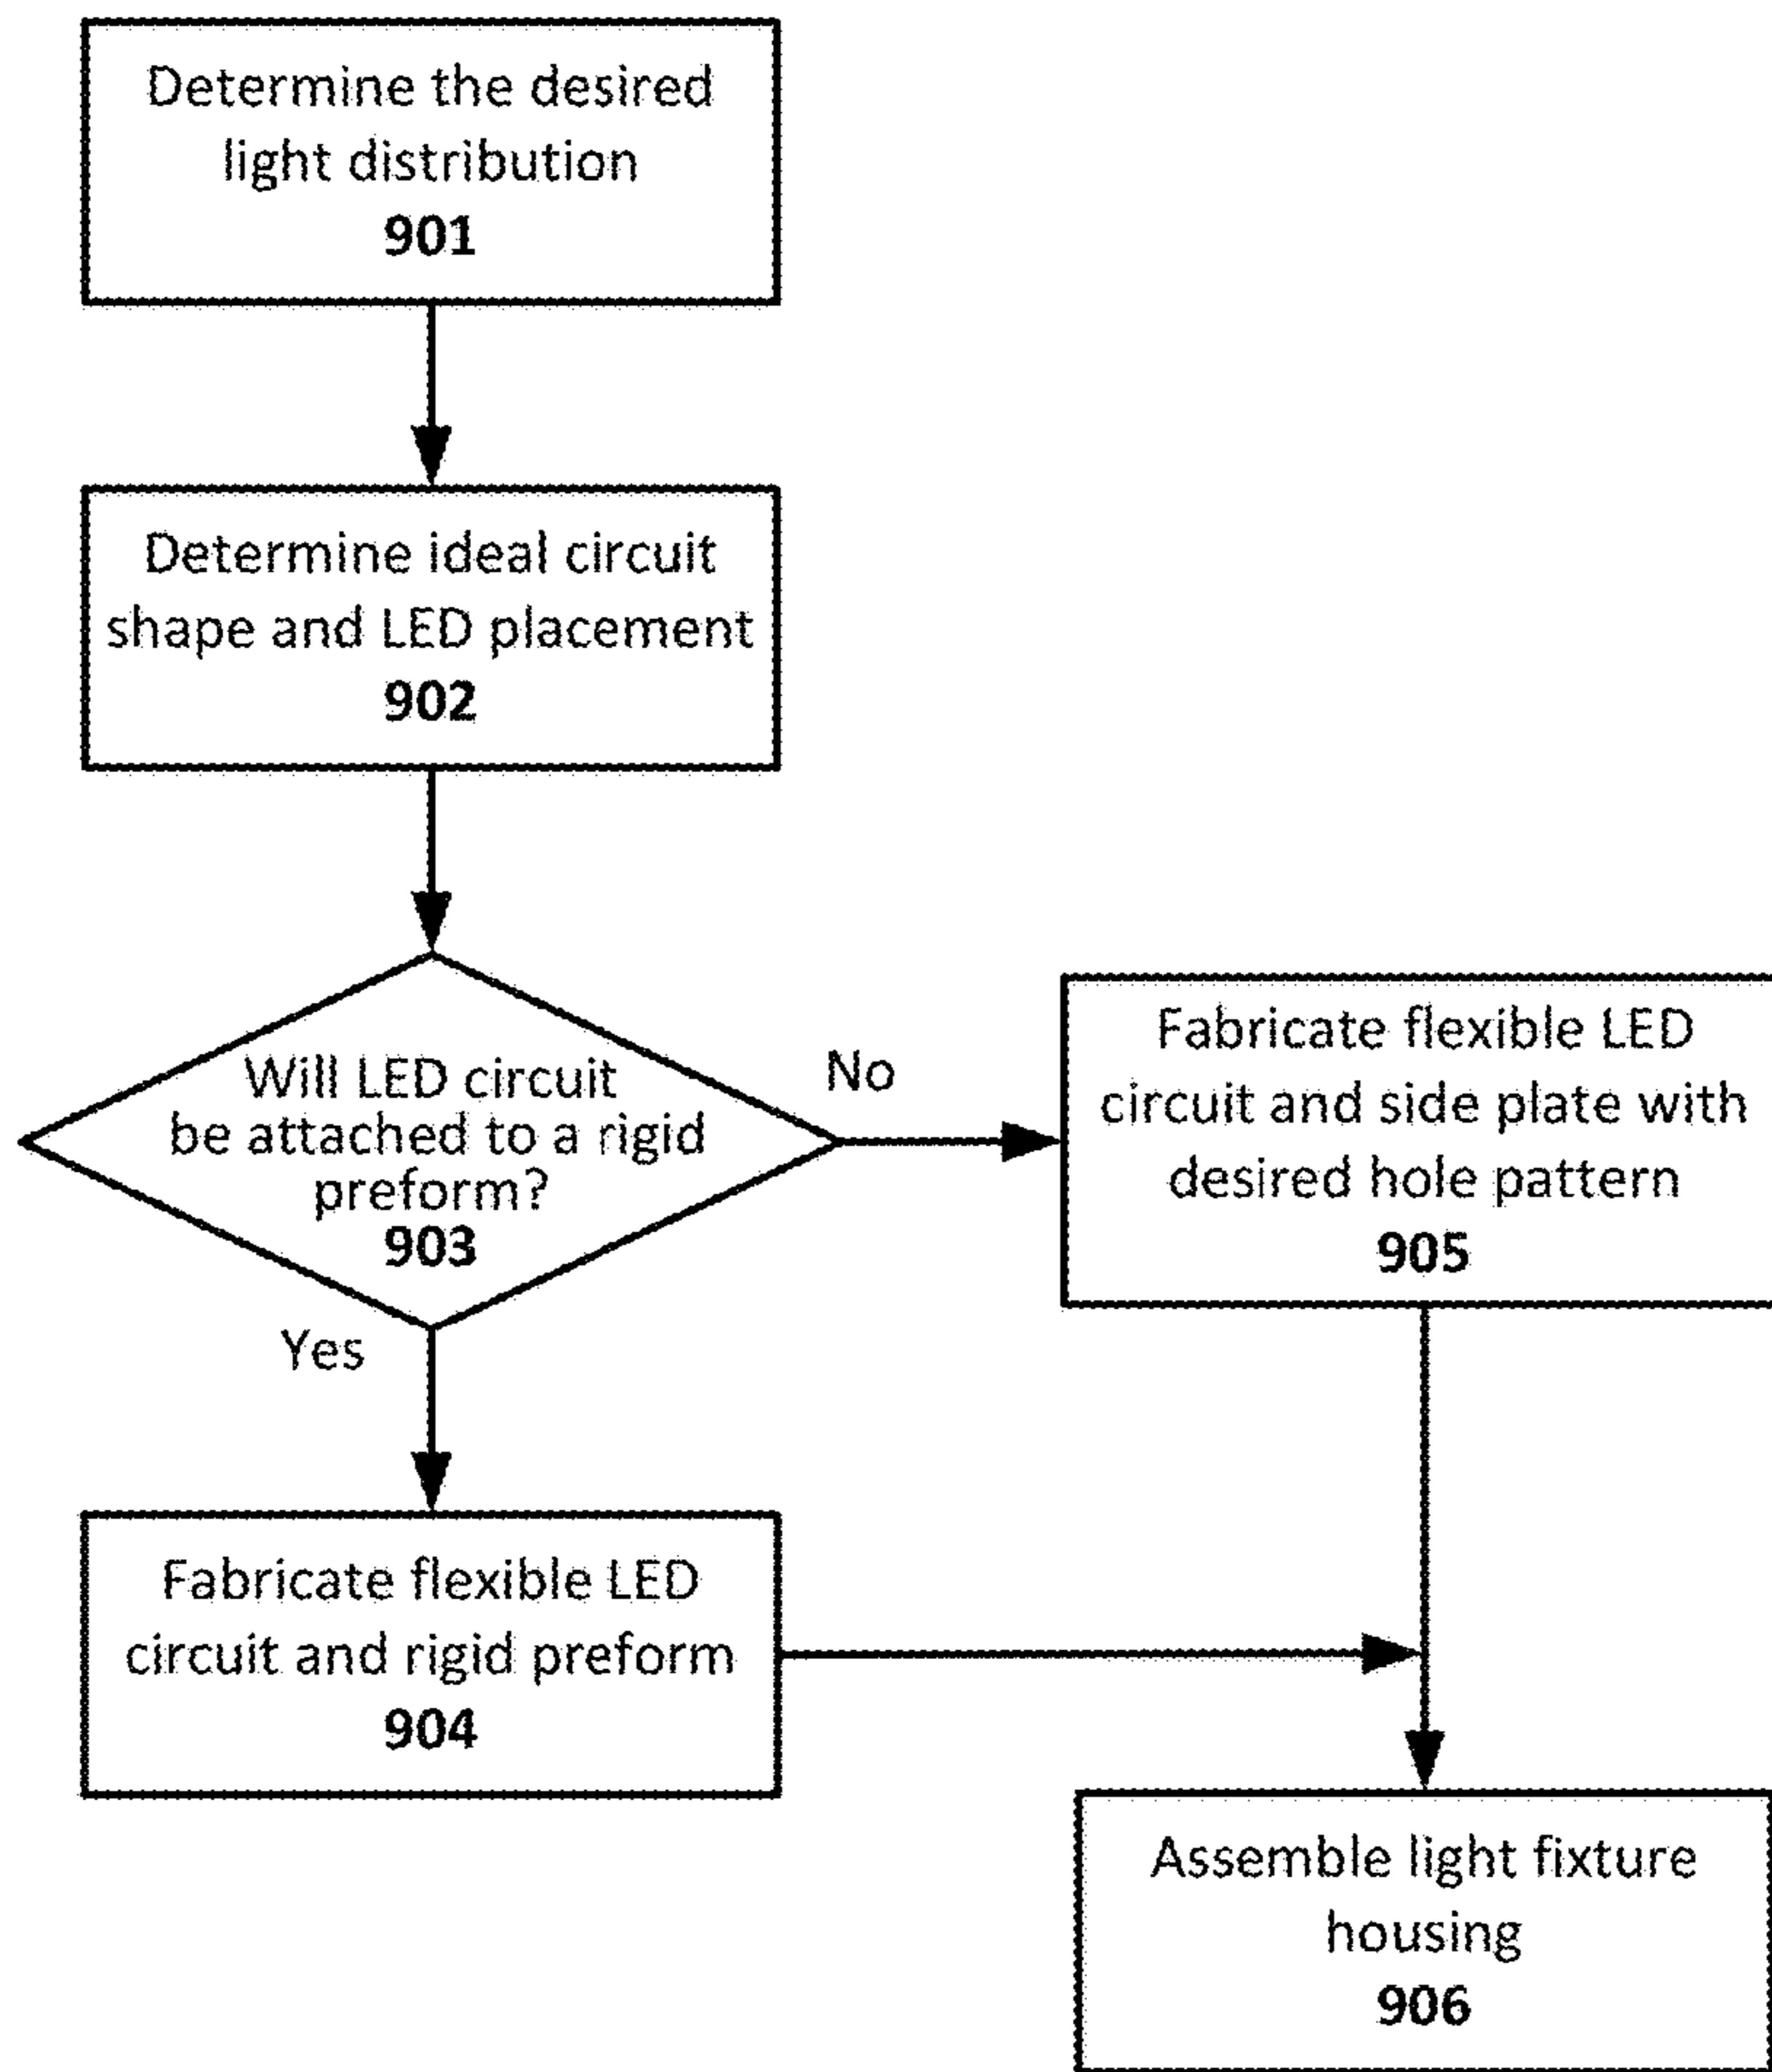 Determine the desired
light distribution
901
Determine ideal circuit
shape and LED placement
902
Will LED circuit
be attached to a rigid
preform?
903
No
Yes
Fabricate flexible LED
circuit and side plate with
desired hole pattern
905
Fabricate flexible LED
circuit and rigid preform
904
Assemble light fixture
housing
906